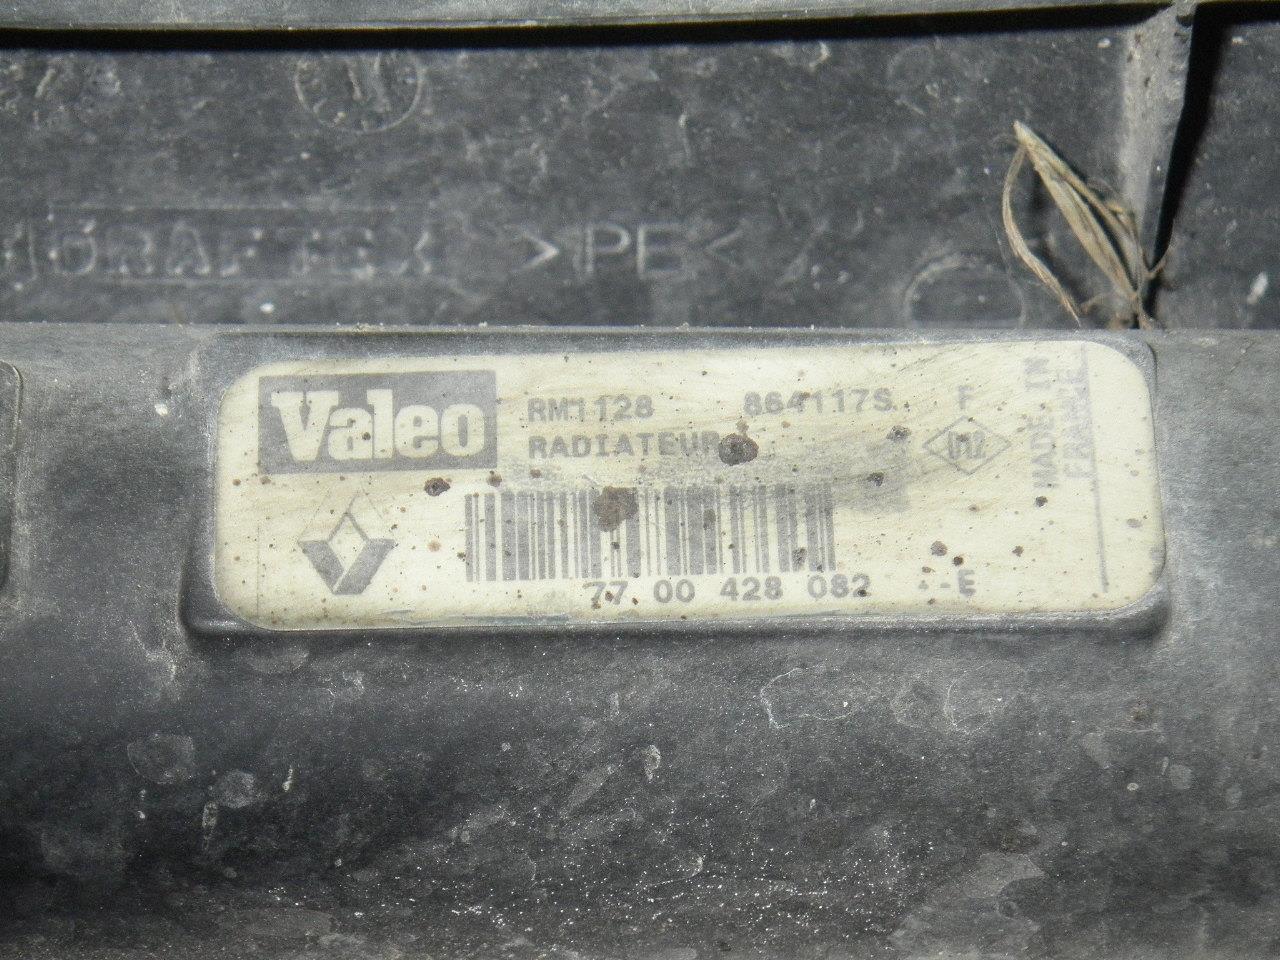 >PE<
Valeo
RM1128 864117S F
RADIATEUR
MADE IN
FRANCE
77 00 428 082 --E